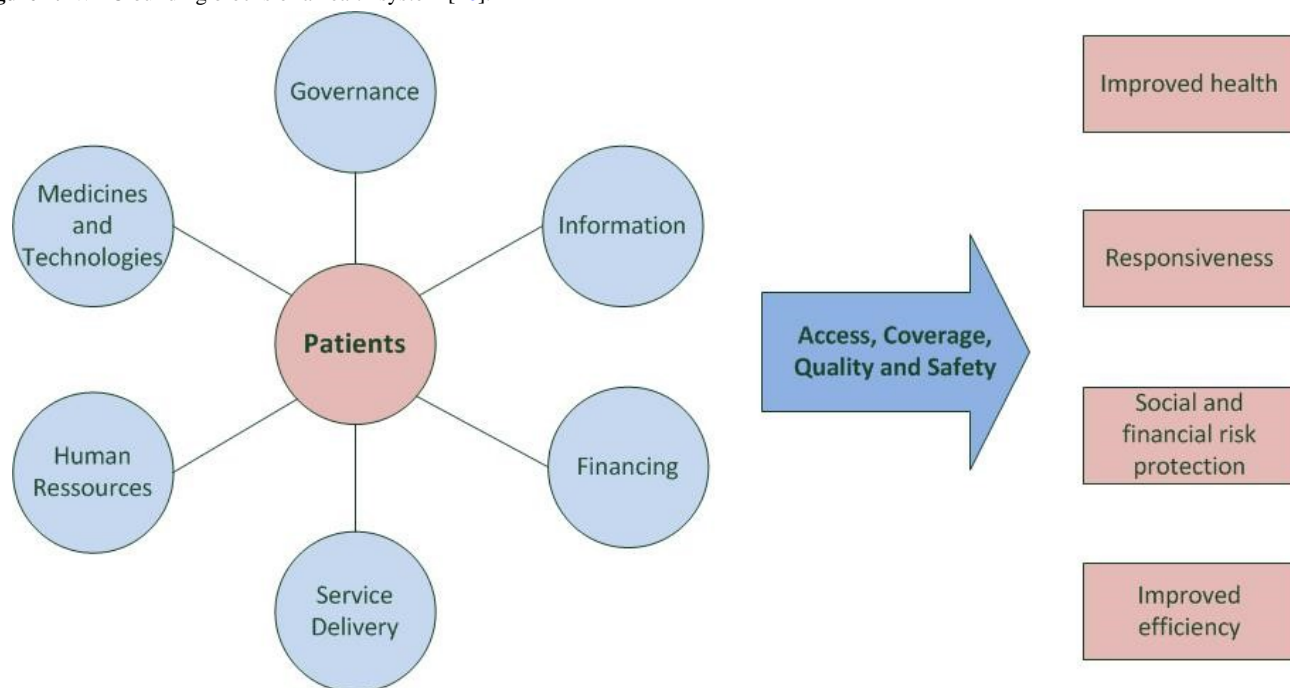 Governance
Medicines
and
Technologies
Information
Patients
Human
Ressources
Financing
Service
Delivery
Access, Coverage,
Quality and Safety
Improved health
Responsiveness
Social and
financial risk
protection
Improved
efficiency